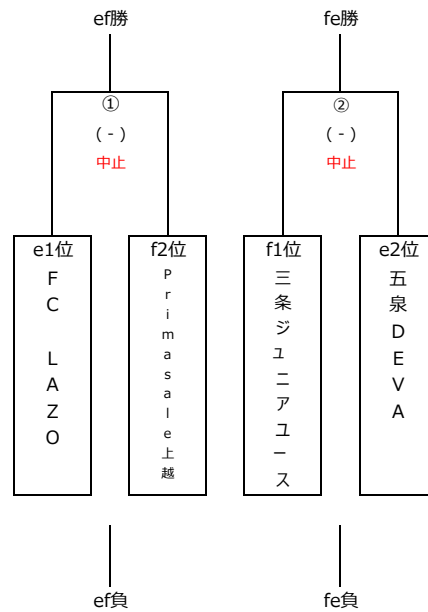 ef勝
fe勝
①
②
( - )
( - )
中止
中止
e1位
f2位
f1位
e2位
FC LAZO
Primasale上越
三条ジュニアユース
五泉DEVA
ef負
fe負